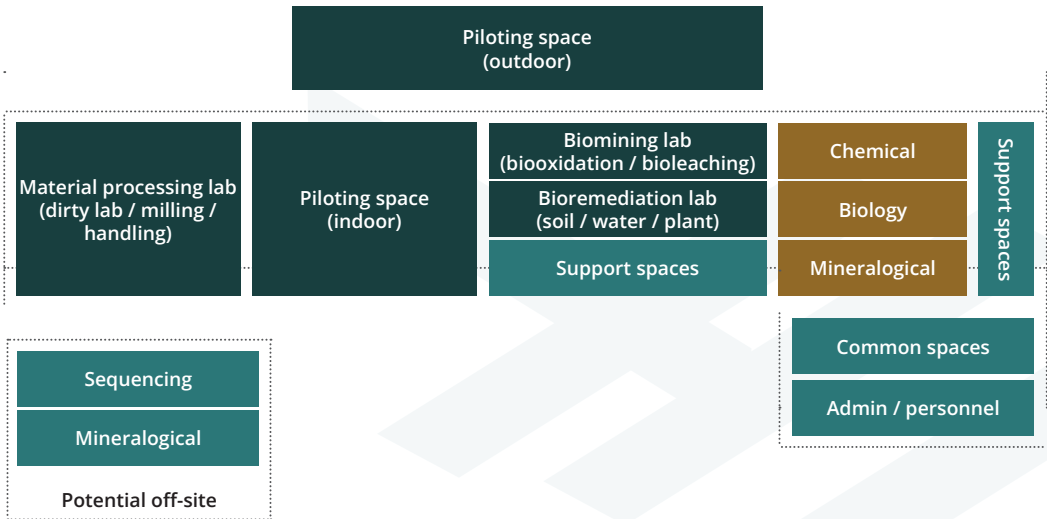 Piloting space
(outdoor)
Material processing lab
(dirty lab / milling /
handling)
Piloting space
(indoor)
Biomining lab
(biooxidation / bioleaching)
Bioremediation lab
(soil / water / plant)
Support spaces
Chemical
Biology
Mineralogical
Support spaces
Common spaces
Admin / personnel
Sequencing
Mineralogical
Potential off-site